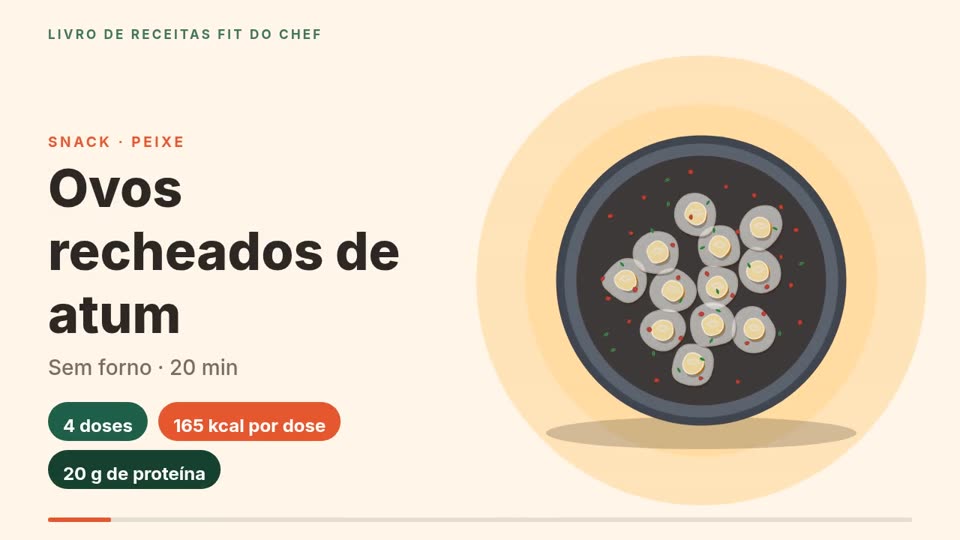 LIVRO DE RECEITAS FIT DO CHEF
SNACK · PEIXE
Ovos
recheados de
atum
Sem forno · 20 min
4 doses
165 kcal por dose
20 g de proteína